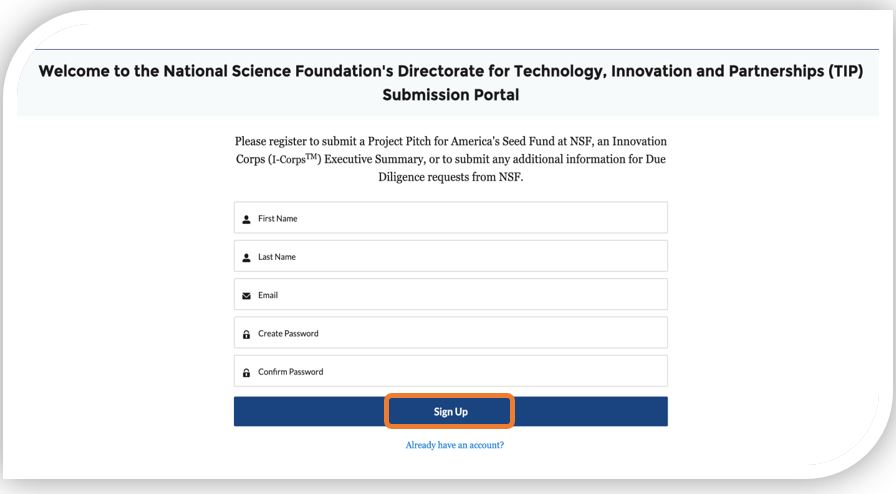 Welcome to the National Science Foundation's Directorate for Technology, Innovation and Partnerships (TIP)
Submission Portal
Please register to submit a Project Pitch for America's Seed Fund at NSF, an Innovation
Corps (I-Corps™) Executive Summary, or to submit any additional information for Due
Diligence requests from NSF.
First Name
Last Name
Email
Create Password
Confirm Password
Sign Up
Already have an account?